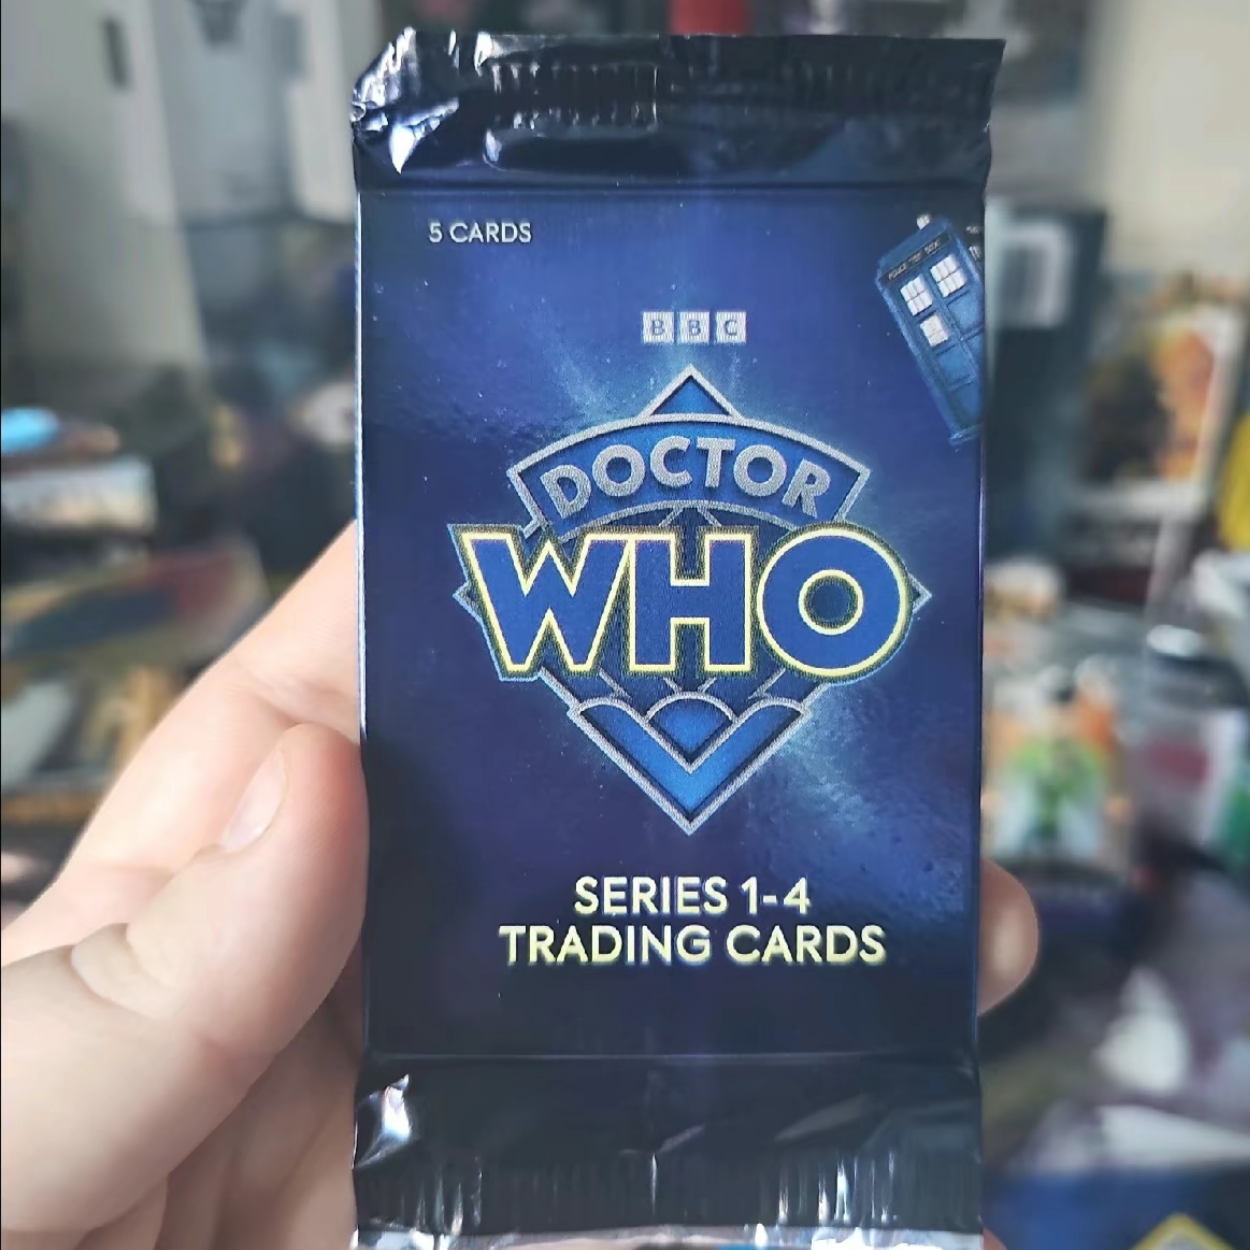 5 CARDS
BBC
DOCTOR
WHO
SERIES 1-4
TRADING CARDS